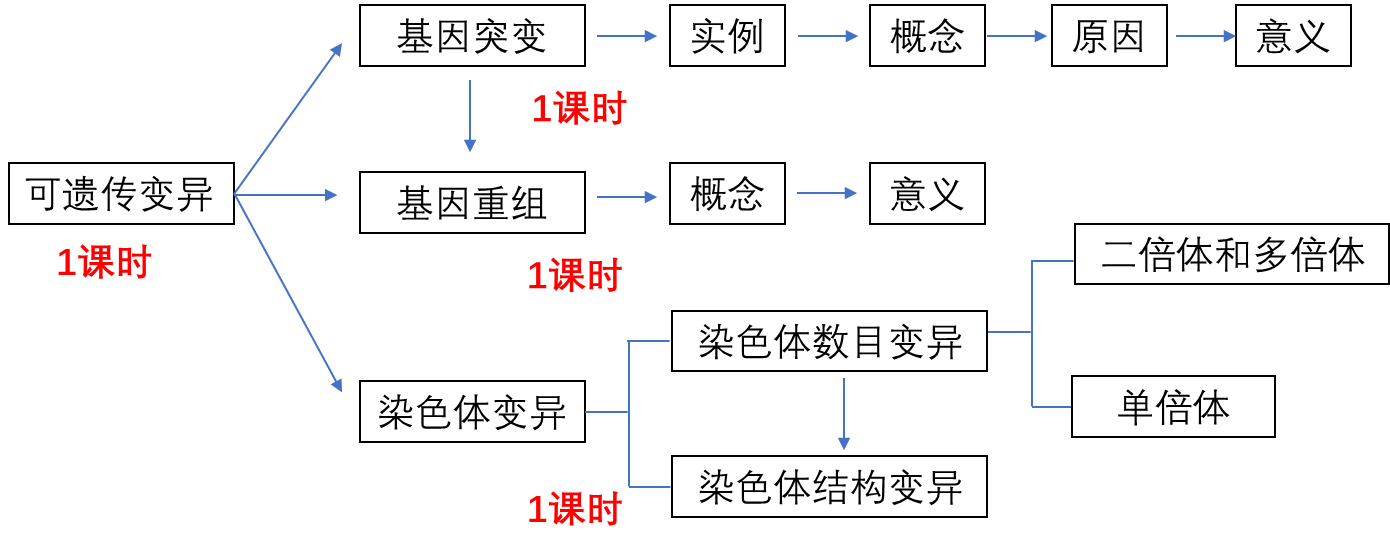 基因突变
实例
概念
原因
意义
1课时
可遗传变异
1课时
基因重组
概念
意义
1课时
二倍体和多倍体
染色体数目变异
染色体变异
单倍体
染色体结构变异
1课时